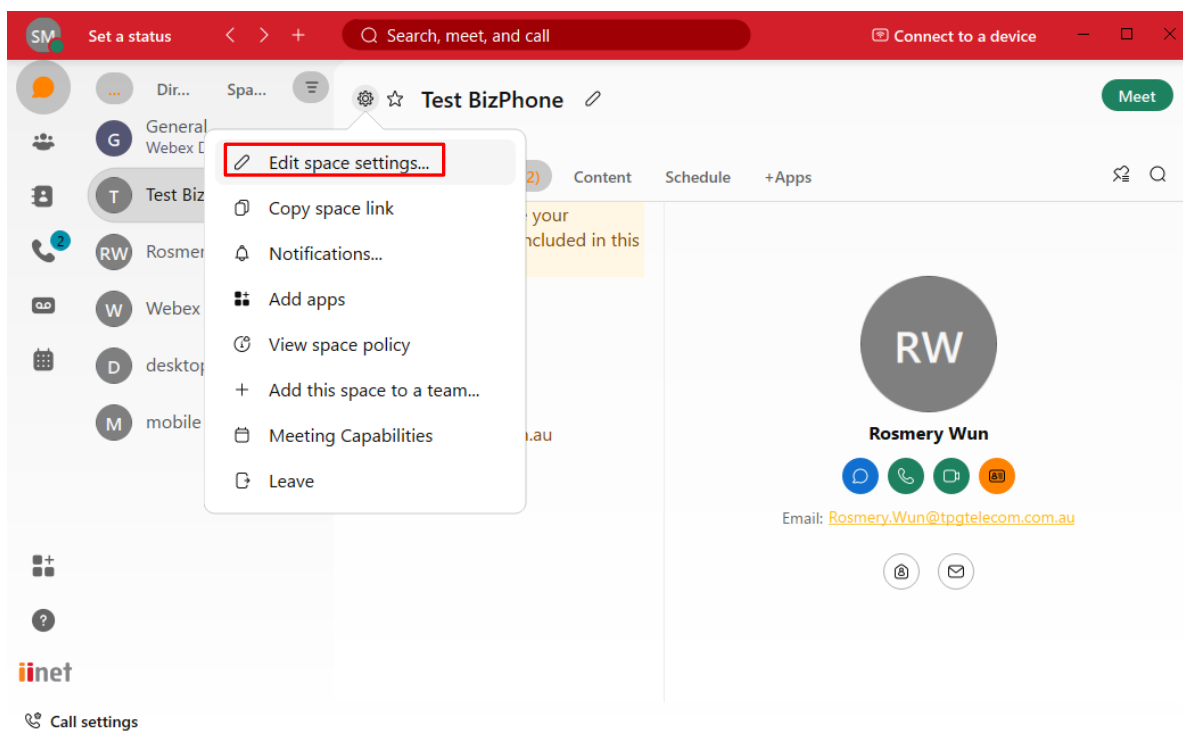 SM Set a status Search, meet, and call Connect to a device
... Dir... Spa...
Test BizPhone Meet
G General
Webex D
T Test Biz
RW Rosmer
2
W Webex
D desktop
M mobile
Edit space settings...
Copy space link
Notifications...
Add apps
View space policy
Add this space to a team...
Meeting Capabilities
Leave
2) Content Schedule +Apps
your
ncluded in this
.au
RW
Rosmery Wun
Email: Rosmery.Wun@tpgtelecom.com.au
iinet
Call settings